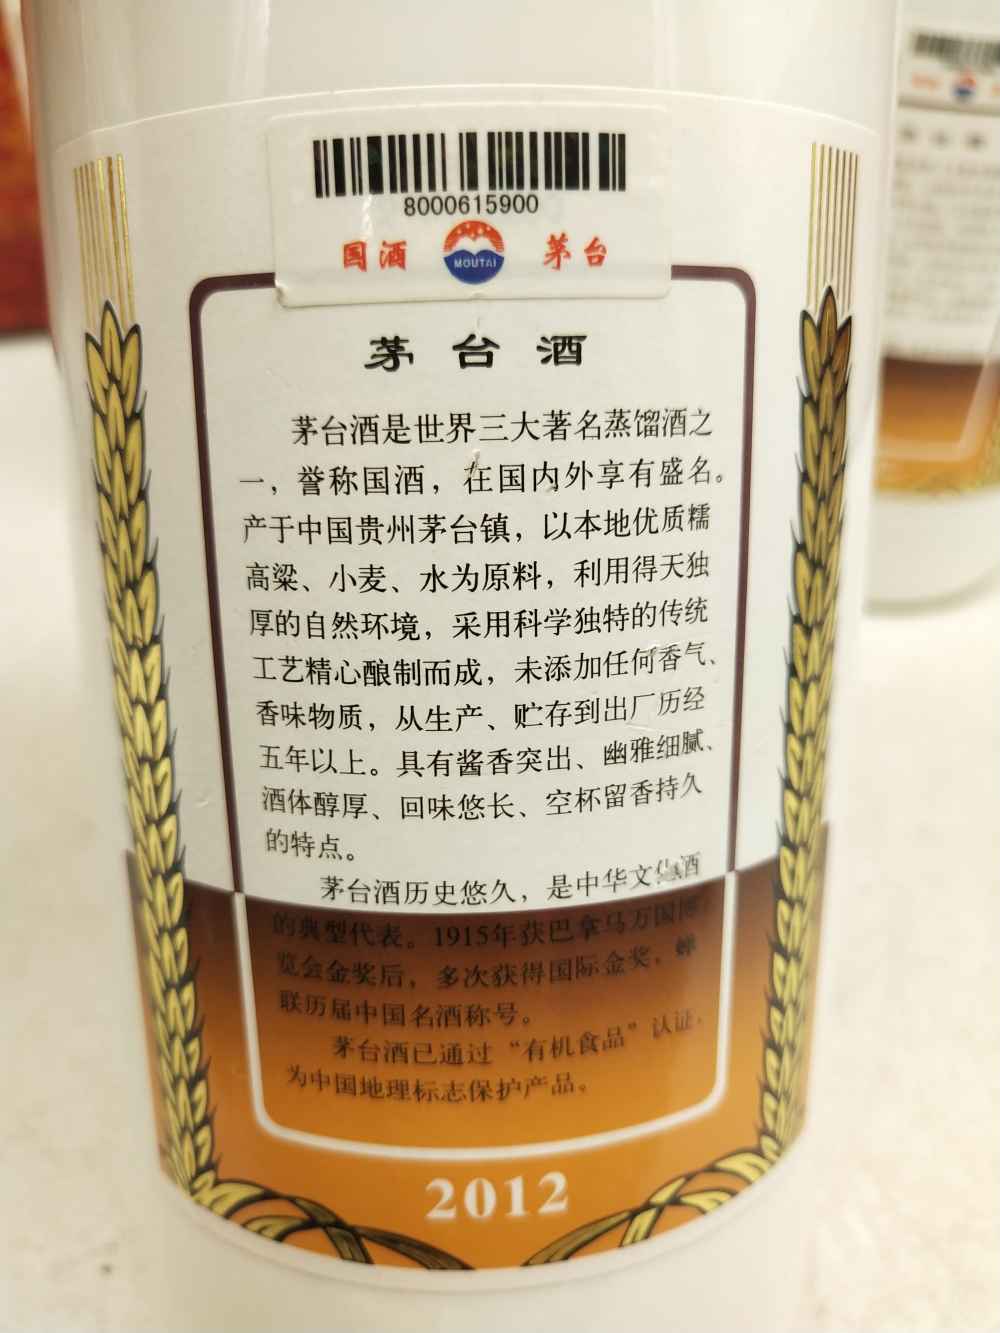 8000615900
国酒 MOUTAI 茅台
茅台酒
茅台酒是世界三大著名蒸馏酒之
一，誉称国酒，在国内外享有盛名。
产于中国贵州茅台镇，以本地优质糯
高粱、小麦、水为原料，利用得天独
厚的自然环境，采用科学独特的传统
工艺精心酿制而成，未添加任何香气、
香味物质，从生产、贮存到出厂历经
五年以上。具有酱香突出、幽雅细腻、
酒体醇厚、回味悠长、空杯留香持久
的特点。
茅台酒历史悠久，是中华文化酒
的典型代表。1915年获巴拿马万国博
览会金奖后，多次获得国际金奖，蝉
联历届中国名酒称号。
茅台酒已通过“有机食品”认证，
为中国地理标志保护产品。
2012